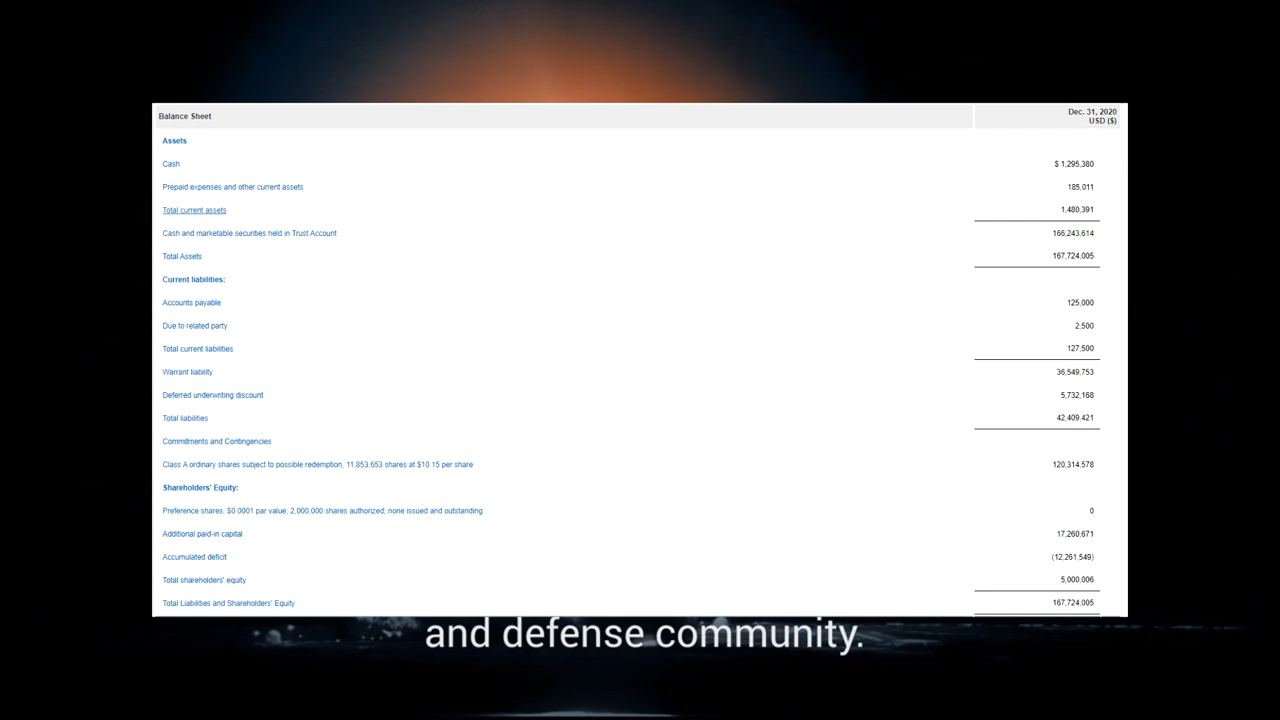 Balance Sheet Dec. 31, 2020
USD ($)
Assets
Cash $ 1,295,380
Prepaid expenses and other current assets 185,011
Total current assets 1,480,391
Cash and marketable securities held in Trust Account 166,243,614
Total Assets 167,724,005
Current liabilities:
Accounts payable 125,000
Due to related party 2,500
Total current liabilities 127,500
Warrant liability 36,549,753
Deferred underwriting discount 5,732,168
Total liabilities 42,409,421
Commitments and Contingencies
Class A ordinary shares subject to possible redemption, 11,853,653 shares at $10.15 per share 120,314,578
Shareholders' Equity:
Preference shares, $0.0001 par value; 2,000,000 shares authorized; none issued and outstanding 0
Additional paid-in capital 17,260,671
Accumulated deficit (12,261,549)
Total shareholders' equity 5,000,006
Total Liabilities and Shareholders' Equity 167,724,005
and defense community.